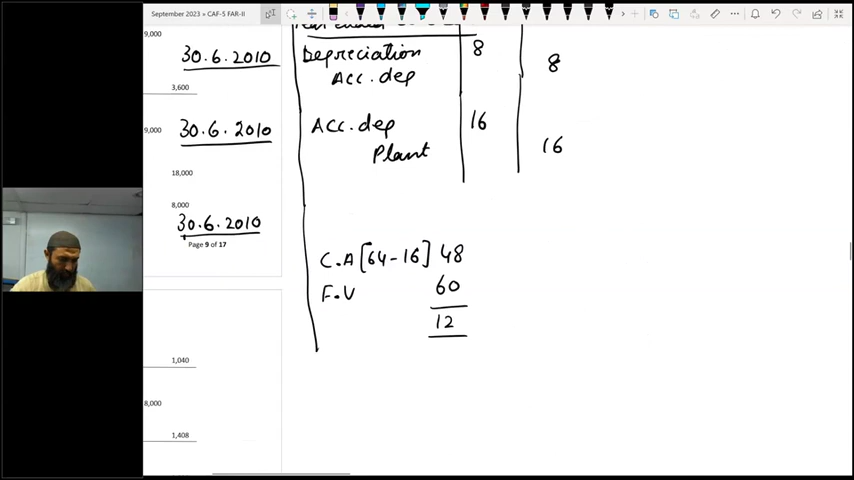 September 2023 » CAF-5 FAR-II
9,000
30.6.2010
3,600
9,000
30.6.2010
18,000
8,000
30.6.2010
Page 9 of 17
1,040
8,000
1,408
Depreciation 8
Acc.dep 8
Acc.dep 16
Plant 16
C.A [64-16] 48
F.V 60
12